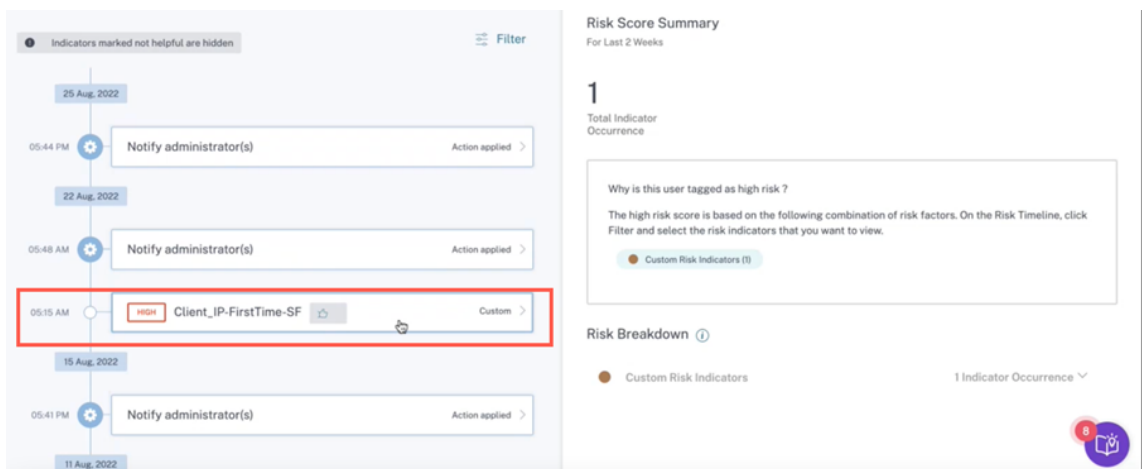 Indicators marked not helpful are hidden
Filter
25 Aug, 2022
05:44 PM
Notify administrator(s)
Action applied
22 Aug, 2022
05:48 AM
Notify administrator(s)
Action applied
05:15 AM
HIGH
Client_IP-FirstTime-SF
Custom
15 Aug, 2022
05:41 PM
Notify administrator(s)
Action applied
11 Aug, 2022
Risk Score Summary
For Last 2 Weeks
1
Total Indicator
Occurrence
Why is this user tagged as high risk ?
The high risk score is based on the following combination of risk factors. On the Risk Timeline, click
Filter and select the risk indicators that you want to view.
Custom Risk Indicators (1)
Risk Breakdown
Custom Risk Indicators
1 Indicator Occurrence
8